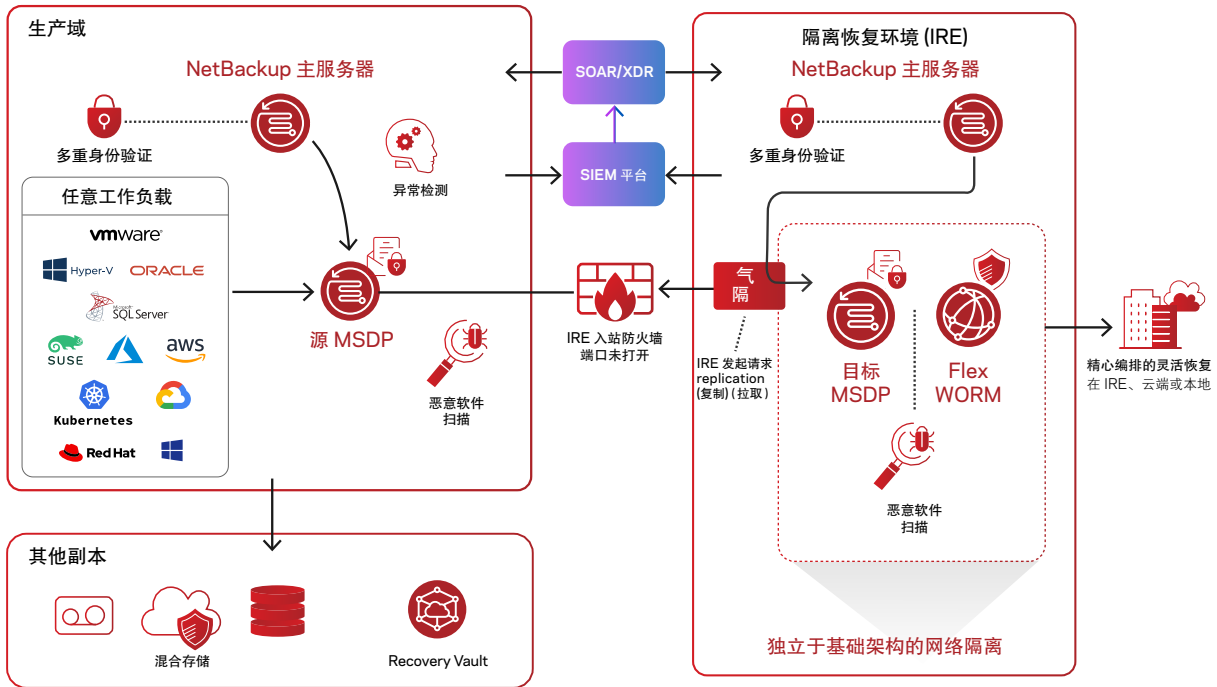 生产域
NetBackup 主服务器
多重身份验证
异常检测
任意工作负载
vmware
Hyper-V
ORACLE
Microsoft
SQL Server
SUSE
aws
Kubernetes
Red Hat
源 MSDP
恶意软件
扫描
SOAR/XDR
SIEM 平台
IRE 入站防火墙
端口未打开
隔离恢复环境 (IRE)
NetBackup 主服务器
多重身份验证
气
隔
IRE 发起请求
replication
(复制) ( 拉取 )
目标
MSDP
Flex
WORM
恶意软件
扫描
独立于基础架构的网络隔离
精心编排的灵活恢复
在 IRE、云端或本地
其他副本
混合存储
Recovery Vault